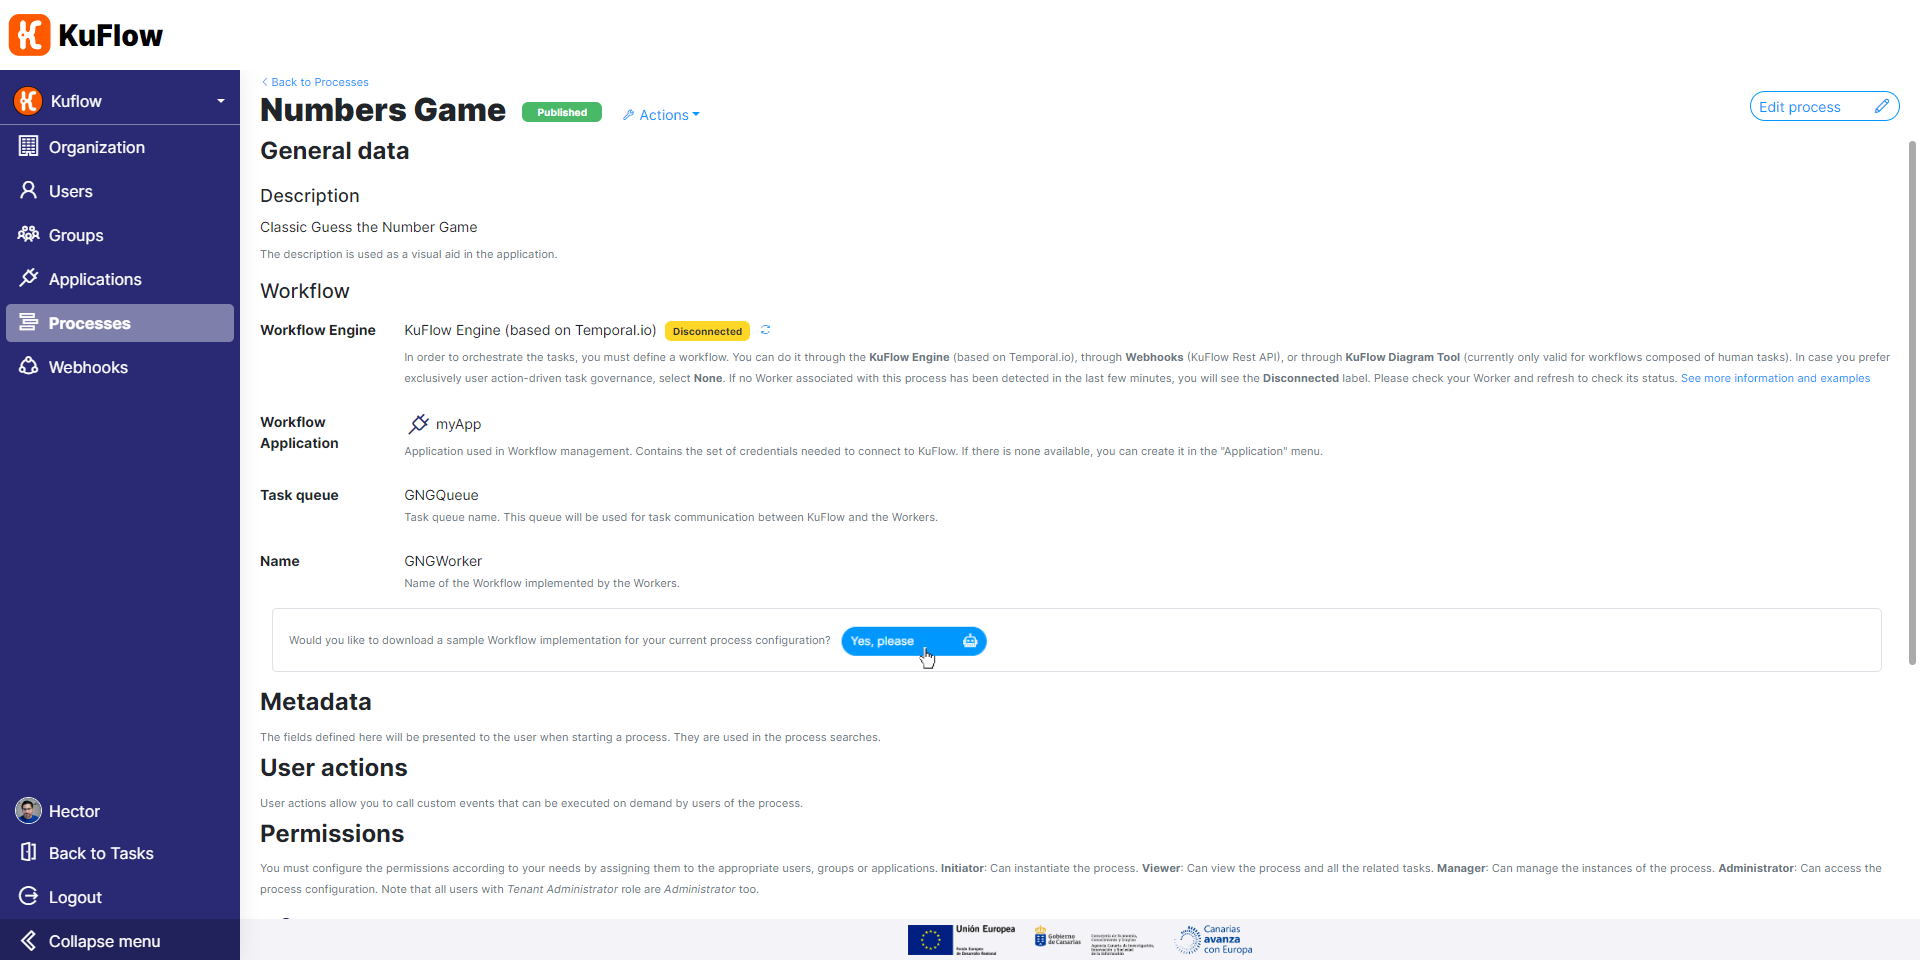 KuFlow
Kuflow
Organization
Users
Groups
Applications
Processes
Webhooks
Hector
Back to Tasks
Logout
Collapse menu
Back to Processes
Numbers Game
Published
Actions
Edit process
General data
Description
Classic Guess the Number Game
The description is used as a visual aid in the application.
Workflow
Workflow Engine
KuFlow Engine (based on Temporal.io)
Disconnected
In order to orchestrate the tasks, you must define a workflow. You can do it through the KuFlow Engine (based on Temporal.io), through Webhooks (KuFlow Rest API), or through KuFlow Diagram Tool (currently only valid for workflows composed of human tasks). In case you prefer
exclusively user action-driven task governance, select None. If no Worker associated with this process has been detected in the last few minutes, you will see the Disconnected label. Please check your Worker and refresh to check its status. See more information and examples
Workflow
Application
myApp
Application used in Workflow management. Contains the set of credentials needed to connect to KuFlow. If there is none available, you can create it in the "Application" menu.
Task queue
GNGQueue
Task queue name. This queue will be used for task communication between KuFlow and the Workers.
Name
GNGWorker
Name of the Workflow implemented by the Workers.
Would you like to download a sample Workflow implementation for your current process configuration?
Yes, please
Metadata
The fields defined here will be presented to the user when starting a process. They are used in the process searches.
User actions
User actions allow you to call custom events that can be executed on demand by users of the process.
Permissions
You must configure the permissions according to your needs by assigning them to the appropriate users, groups or applications. Initiator: Can instantiate the process. Viewer: Can view the process and all the related tasks. Manager: Can manage the instances of the process. Administrator: Can access the
process configuration. Note that all users with Tenant Administrator role are Administrator too.
Unión Europea
Fondo Europeo
de Desarrollo Regional
Gobierno
de Canarias
Canarias
avanza
con Europa